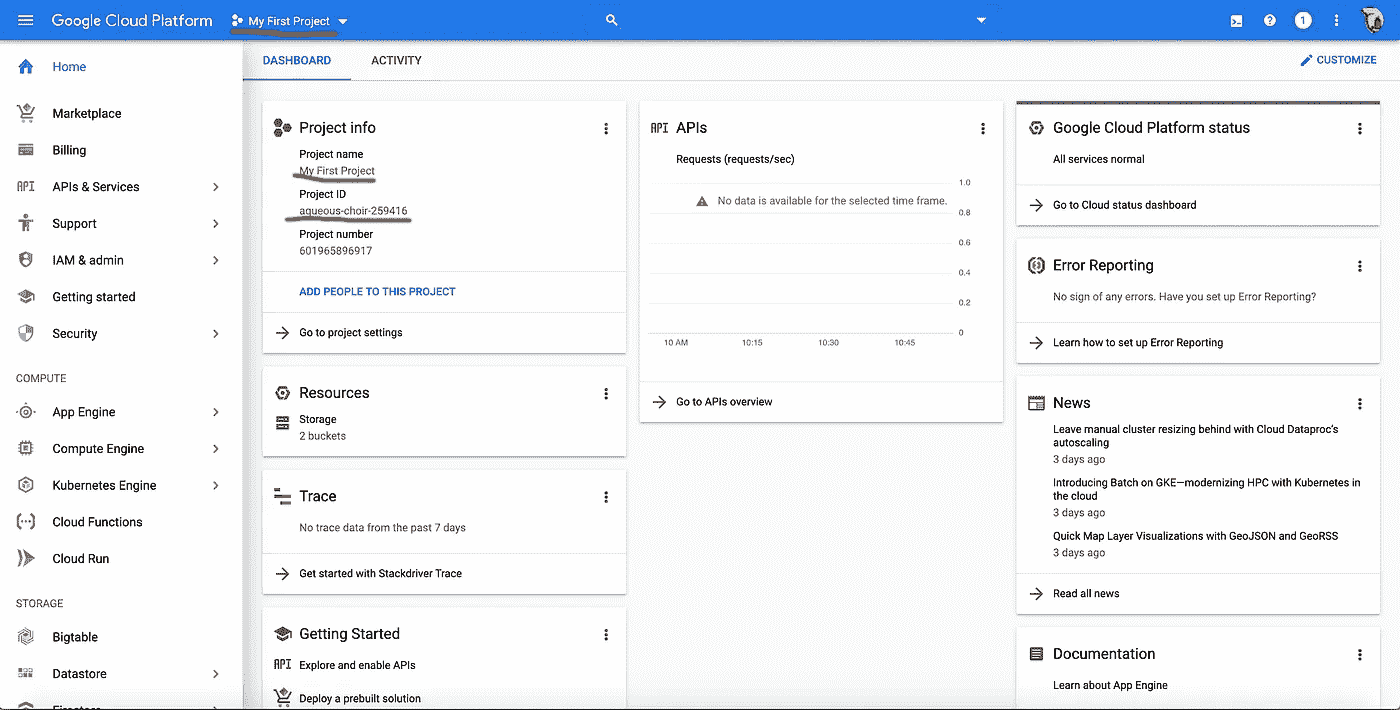 Google Cloud Platform
My First Project
1
Home
Marketplace
Billing
API APIs & Services
Support
IAM & admin
Getting started
Security
COMPUTE
App Engine
Compute Engine
Kubernetes Engine
Cloud Functions
Cloud Run
STORAGE
Bigtable
Datastore
DASHBOARD ACTIVITY
CUSTOMIZE
Project info
Project name
My First Project
Project ID
aqueous-choir-259416
Project number
601965896917
ADD PEOPLE TO THIS PROJECT
Go to project settings
Resources
Storage
2 buckets
Trace
No trace data from the past 7 days
Get started with Stackdriver Trace
Getting Started
API Explore and enable APIs
Deploy a prebuilt solution
API APIs
Requests (requests/sec)
1.0
No data is available for the selected time frame.
0.8
0.6
0.4
0.2
0
10 AM 10:15 10:30 10:45
Go to APIs overview
Google Cloud Platform status
All services normal
Go to Cloud status dashboard
Error Reporting
No sign of any errors. Have you set up Error Reporting?
Learn how to set up Error Reporting
News
Leave manual cluster resizing behind with Cloud Dataproc's
autoscaling
3 days ago
Introducing Batch on GKE—modernizing HPC with Kubernetes in
the cloud
3 days ago
Quick Map Layer Visualizations with GeoJSON and GeoRSS
3 days ago
Read all news
Documentation
Learn about App Engine